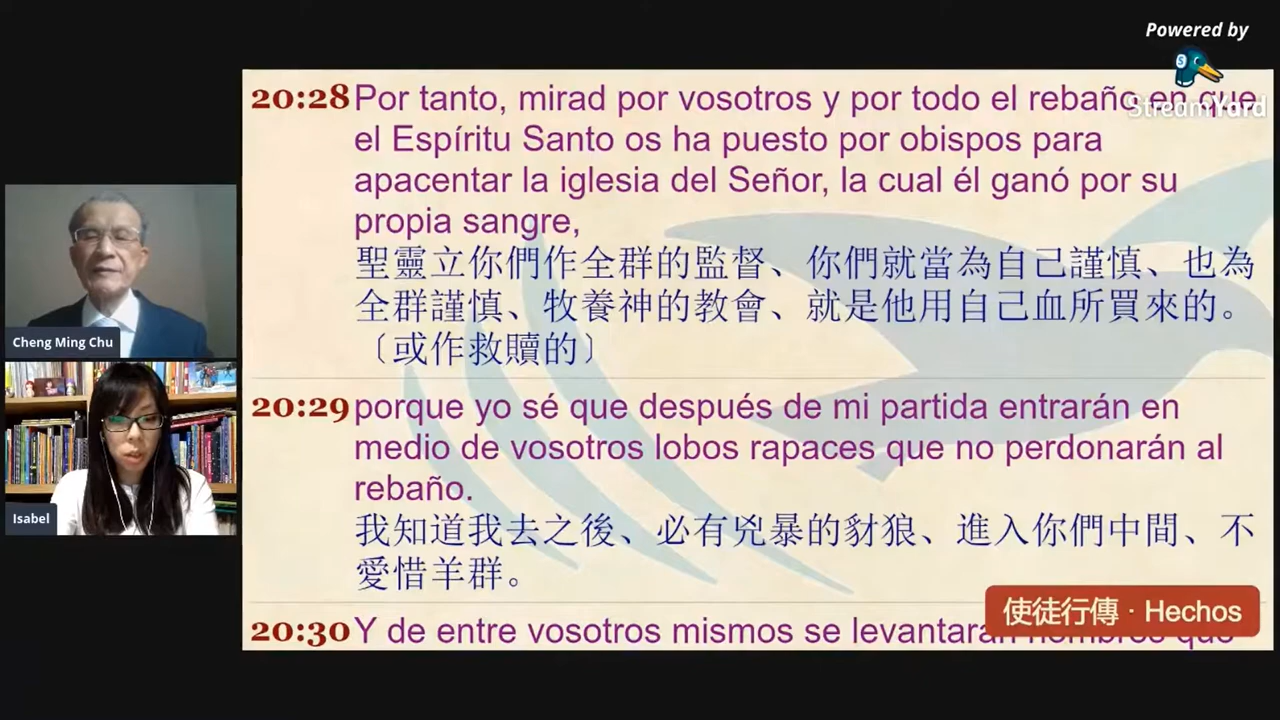 Powered by
StreamYard
20:28 Por tanto, mirad por vosotros y por todo el rebaño en que
el Espíritu Santo os ha puesto por obispos para
apacentar la iglesia del Señor, la cual él ganó por su
propia sangre,
聖靈立你們作全群的監督、你們就當為自己謹慎、也為
全群謹慎、牧養神的教會、就是他用自己血所買來的。
〔或作救贖的〕
20:29 porque yo sé que después de mi partida entrarán en
medio de vosotros lobos rapaces que no perdonarán al
rebaño.
我知道我去之後、必有兇暴的豺狼、進入你們中間、不
愛惜羊群。
20:30 Y de entre vosotros mismos se levantarán hombres que
使徒行傳 · Hechos
Cheng Ming Chu
Isabel